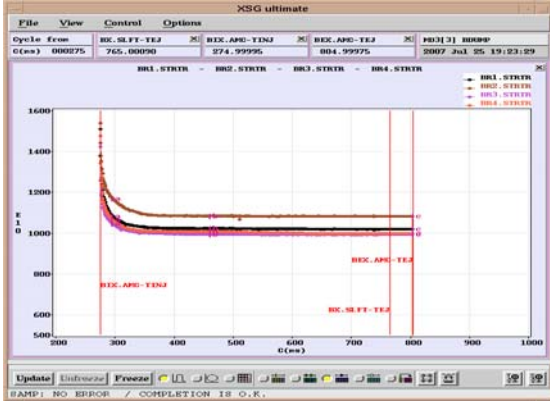 XSG ultimate
File View Control Options
Cycle from
C(ms) 000275
BX.SLFT-TEJ
765.00090
BIX.AMC-TINJ
274.99995
BEX.AMC-TEJ
804.99975
MD3[3] BDUMP
2007 Jul 25 19:23:29
BR1.STRTR - BR2.STRTR - BR3.STRTR - BR4.STRTR
BR1.STRTR
BR2.STRTR
BR3.STRTR
BR4.STRTR
1600
1400
1200
E10
1000
800
600
500
BEX.AMC-TEJ
BIX.AMC-TINJ
BX.SLFT-TEJ
200 300 400 500 600 700 800 900 1000
C(ms)
Update Unfreeze Freeze
SAMP: NO ERROR / COMPLETION IS O.K.